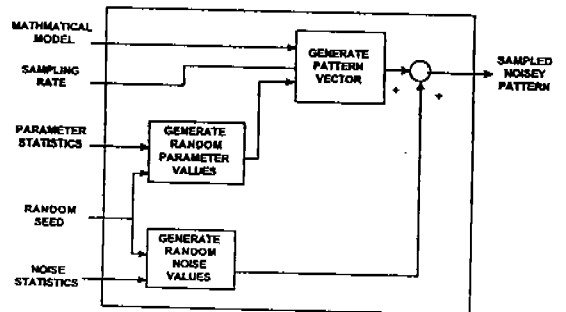 MATHMATICAL
MODEL
SAMPLING
RATE
GENERATE
PATTERN
VECTOR
+
+
SAMPLED
NOISEY
PATTERN
PARAMETER
STATISTICS
GENERATE
RANDOM
PARAMETER
VALUES
RANDOM
SEED
GENERATE
RANDOM
NOISE
VALUES
NOISE
STATISTICS